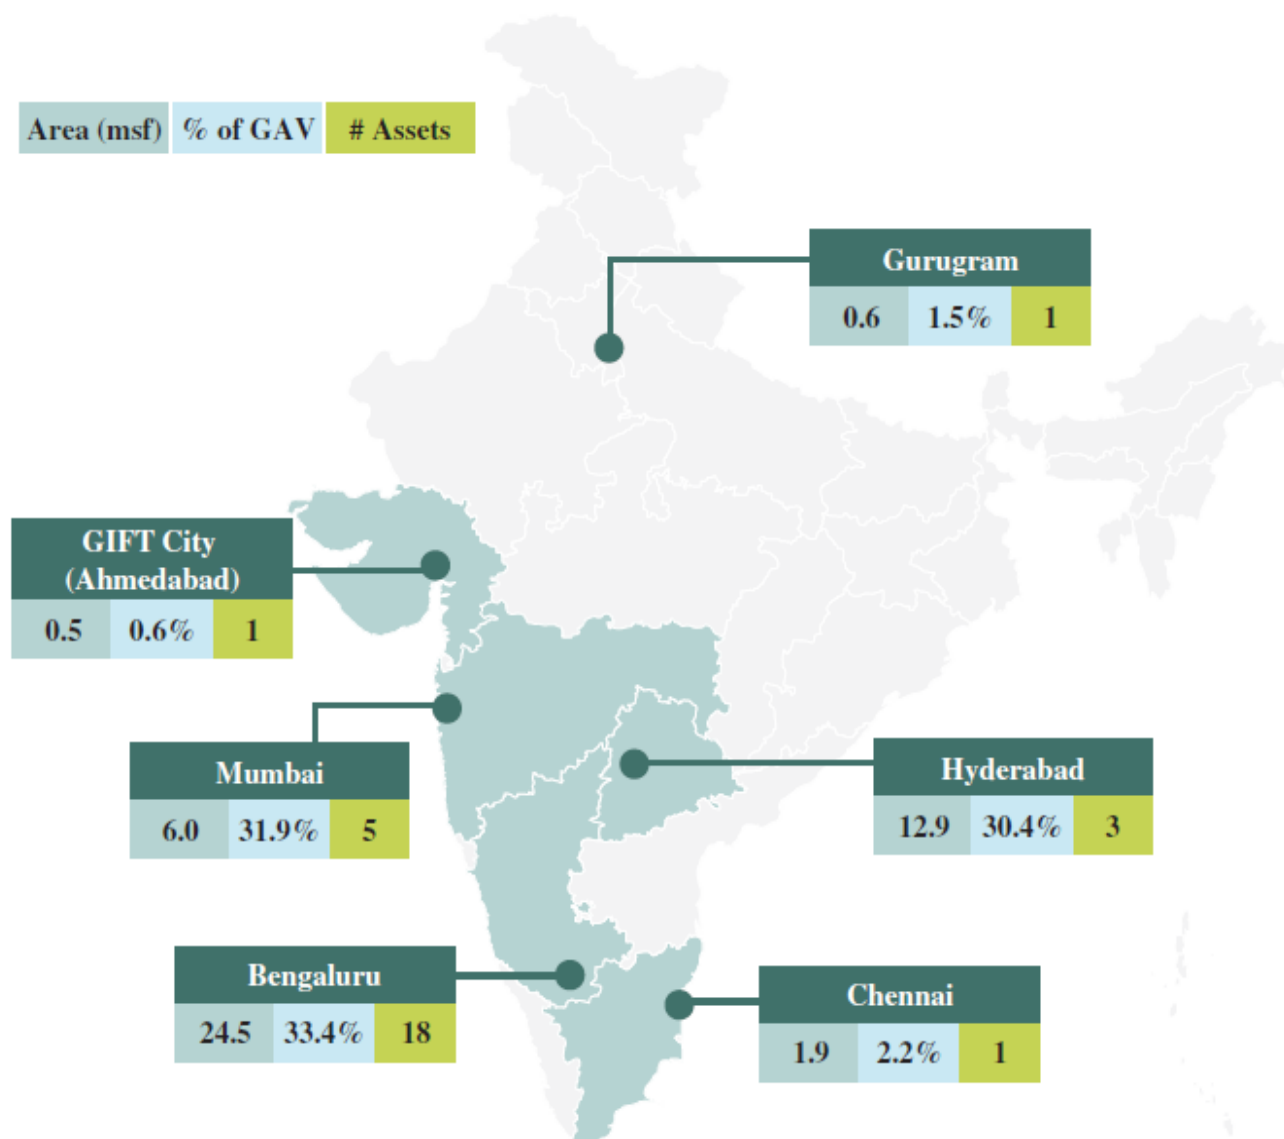 Area (msf) % of GAV # Assets
Gurugram
0.6 1.5% 1
GIFT City
(Ahmedabad)
0.5 0.6% 1
Mumbai
6.0 31.9% 5
Hyderabad
12.9 30.4% 3
Bengaluru
24.5 33.4% 18
Chennai
1.9 2.2% 1